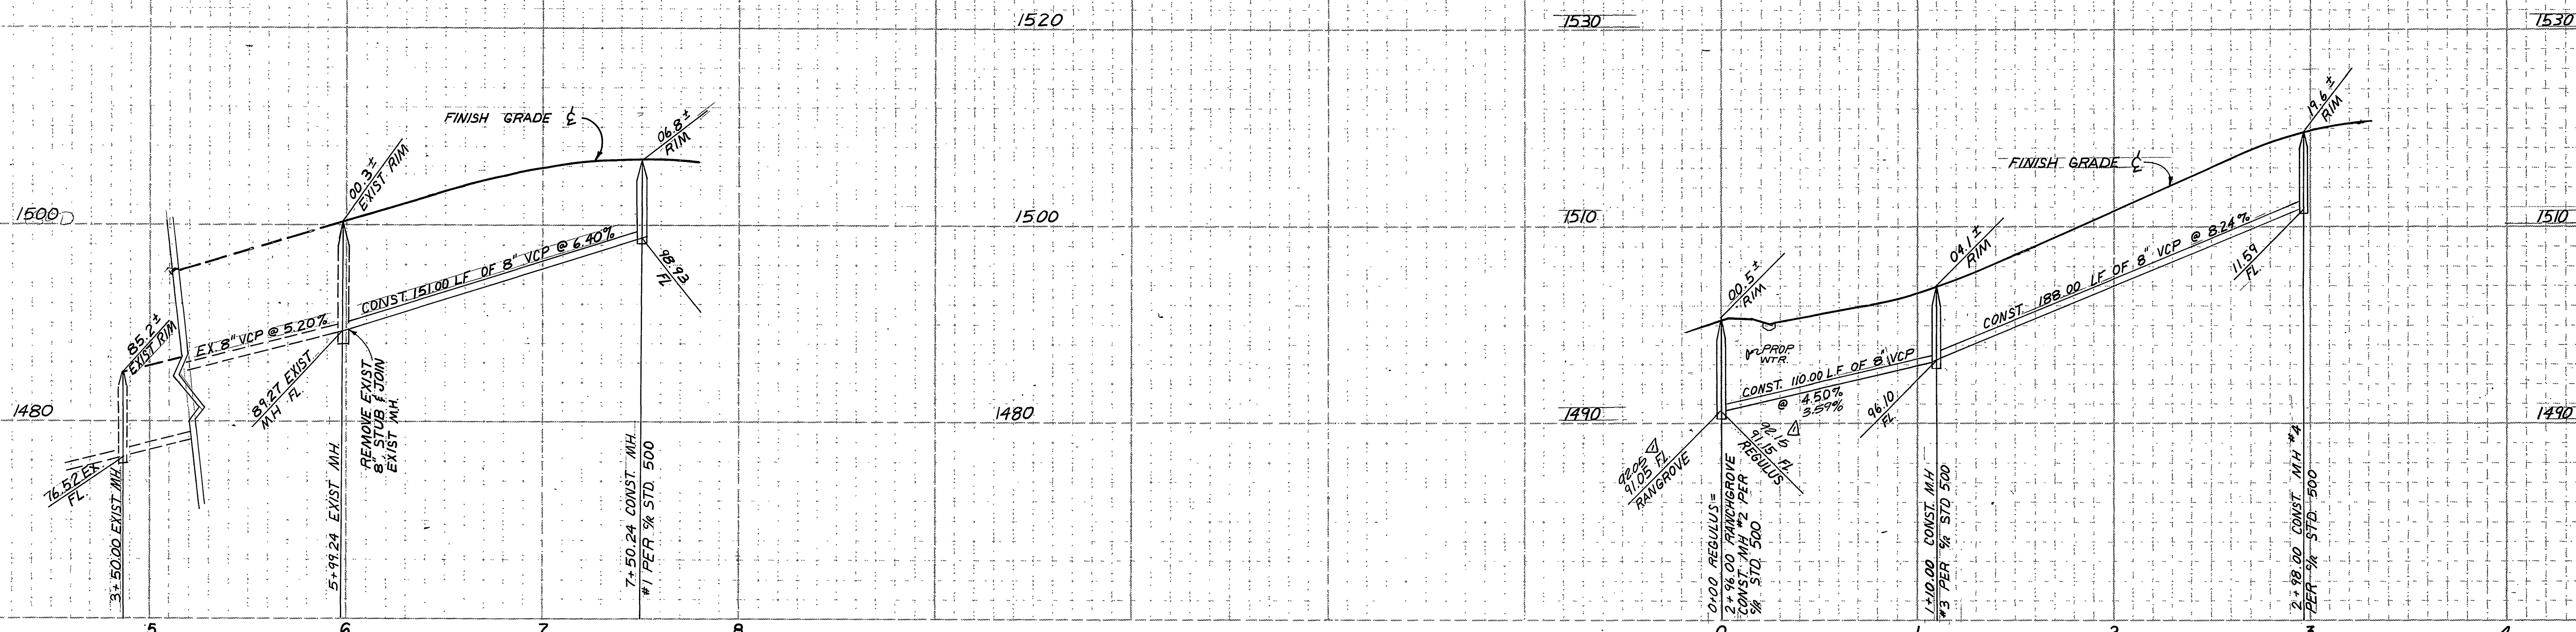 1520
1530
1530
FINISH GRADE ℄
06.8±
RIM
00.3±
EXIST. RIM
1500
1500
1510
1510
CONST. 151.00 LF OF 8" VCP @ 6.40%
98.93
FL
85.2±
EXIST RIM
EX. 8" VCP @ 5.20%
89.27 EXIST
MH FL.
REMOVE EXIST
8" STUB & JOIN
EXIST MH.
1480
1480
1490
1490
76.52 EX
FL.
3+50.00 EXIST MH.
5+99.24 EXIST MH.
7+50.24 CONST. MH.
#1 PER STD. 500
19.6±
RIM
FINISH GRADE ℄
04.1±
RIM
00.5±
RIM
CONST. 188.00 LF OF 8" VCP @ 8.24%
11.59
FL.
PROP.
WTR.
CONST. 110.00 L.F OF 8" VCP
@ 4.50%
3.59%
96.10
FL
92.05
91.05 FL
RANGROVE
92.15
91.15 FL.
REGULUS
0+00 REGULUS=
2+96.00 RANCHGROVE
CONST. MH #2 PER
STD. 500
1+10.00 CONST. MH
#3 PER STD 500
2+98.00 CONST. MH #4
PER STD. 500
5 6 7 8 0 1 2 3 4